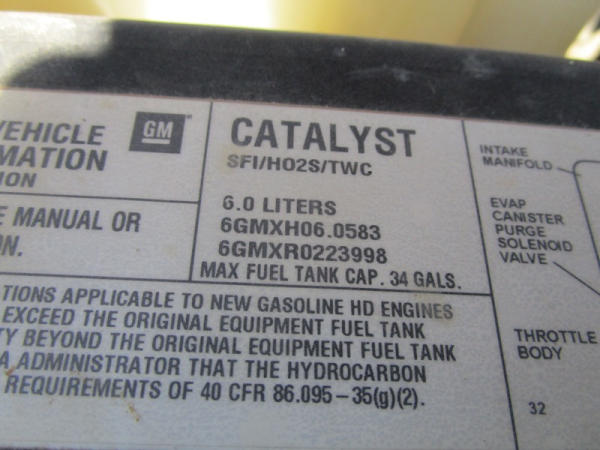 VEHICLE
MATION
ION
GM
E MANUAL OR
ON.
CATALYST
SFI/HO2S/TWC
6.0 LITERS
6GMXH06.0583
6GMXR0223998
MAX FUEL TANK CAP. 34 GALS.
TIONS APPLICABLE TO NEW GASOLINE HD ENGINES
EXCEED THE ORIGINAL EQUIPMENT FUEL TANK
TY BEYOND THE ORIGINAL EQUIPMENT FUEL TANK
A ADMINISTRATOR THAT THE HYDROCARBON
REQUIREMENTS OF 40 CFR 86.095-35(g)(2).
INTAKE
MANIFOLD
EVAP
CANISTER
PURGE
SOLENOID
VALVE
THROTTLE
BODY
32